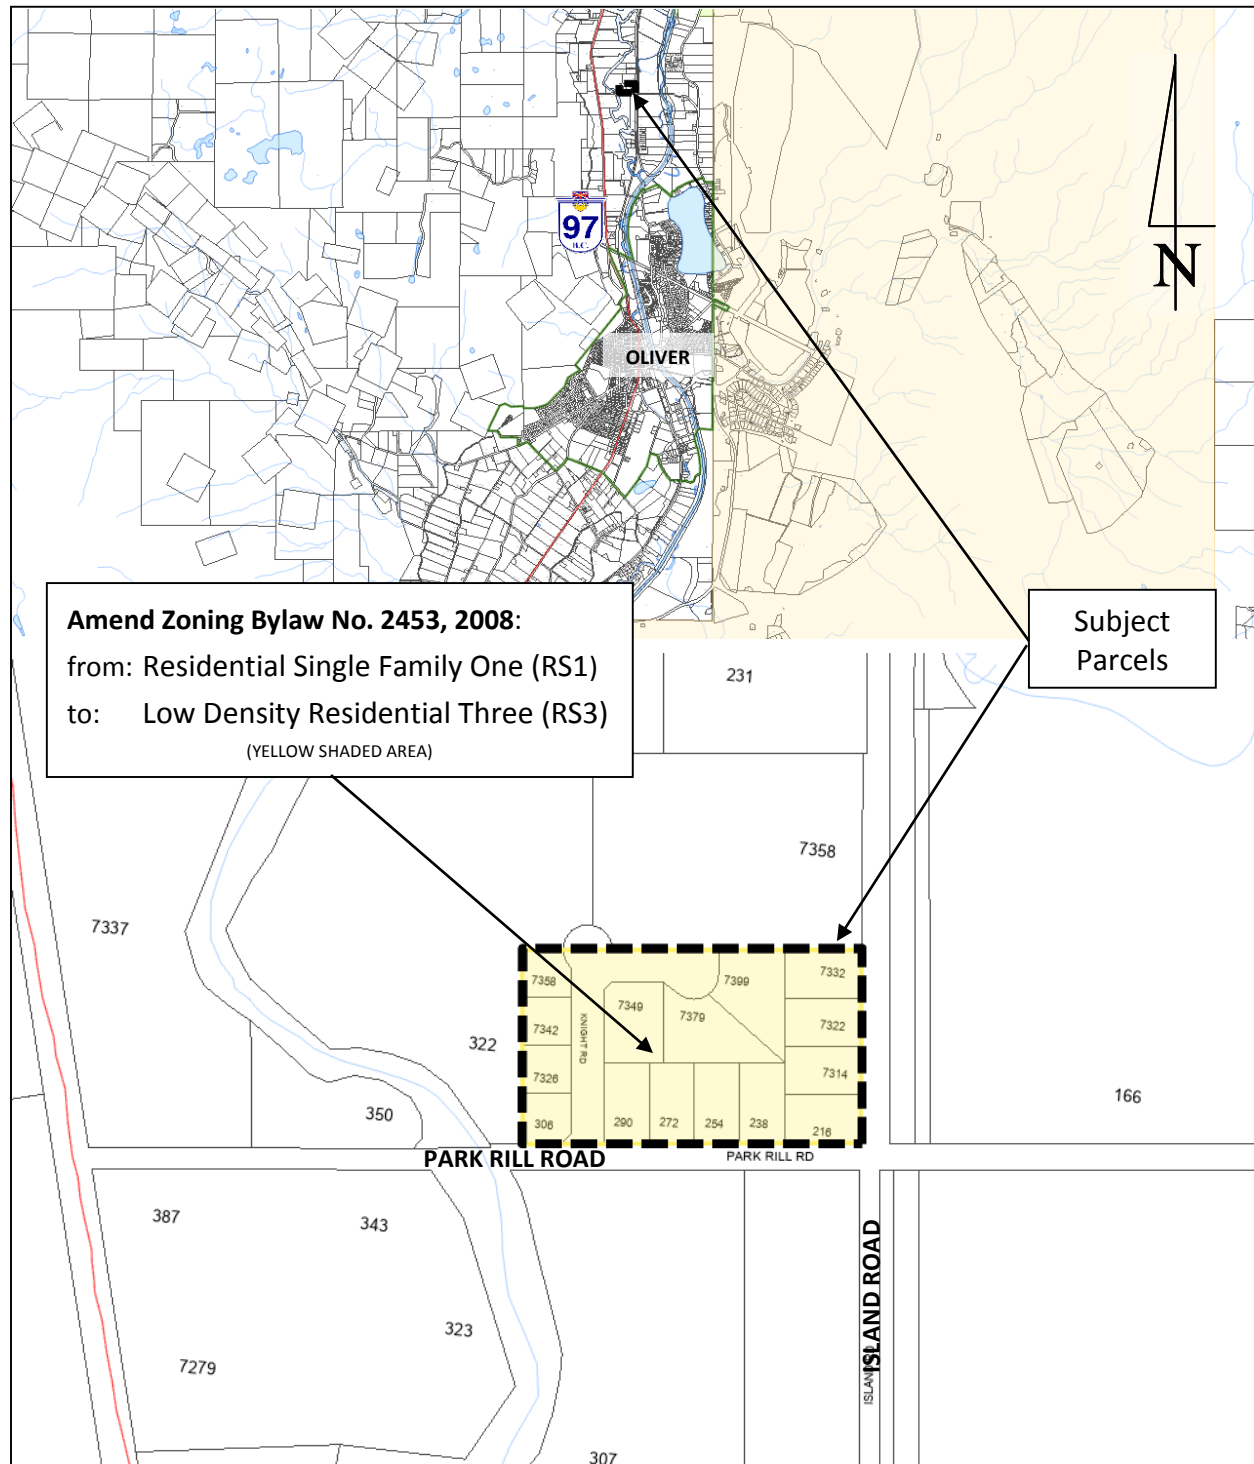 97
B.C.
N
OLIVER
Amend Zoning Bylaw No. 2453, 2008:
from: Residential Single Family One (RS1)
to: Low Density Residential Three (RS3)
(YELLOW SHADED AREA)
Subject
Parcels
231
7358
7337
7358
7399
7332
7349
7379
7342
KNIGHT RD
7322
322
7326
7314
350
166
306
290
272
254
238
216
PARK RILL ROAD
PARK RILL RD
387
343
ISLAND ROAD
323
7279
307